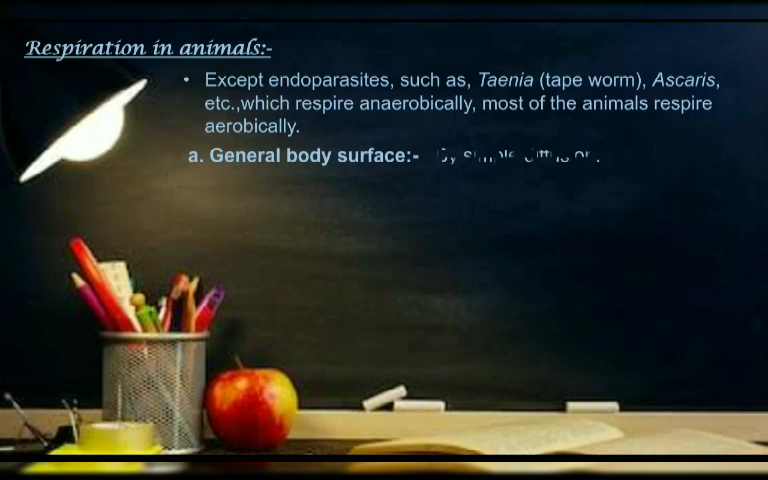 Respiration in animals:-
• Except endoparasites, such as, Taenia (tape worm), Ascaris,
etc.,which respire anaerobically, most of the animals respire
aerobically.
a. General body surface:- By simple diffusion.